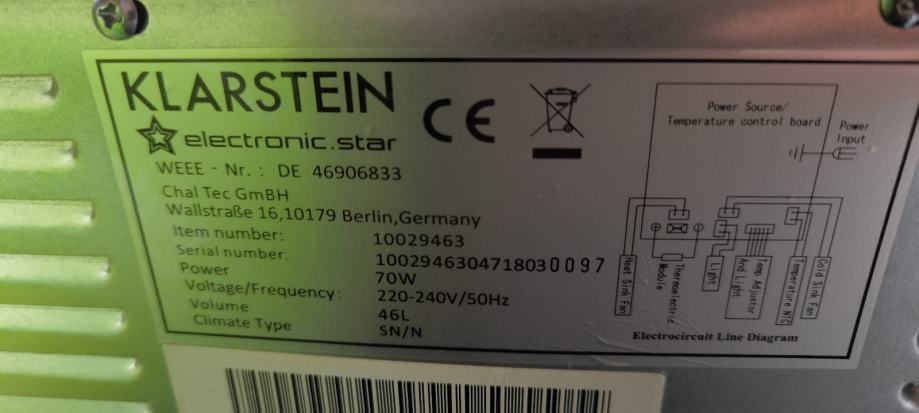 KLARSTEIN
electronic.star
CE
WEEE - Nr. : DE 46906833
Chal Tec GmBH
Wallstraße 16,10179 Berlin,Germany
Item number: 10029463
Serial number: 1002946304718030097
Power 70W
Voltage/Frequency: 220-240V/50Hz
Volume 46L
Climate Type SN/N
Power Source/
Temperature control board
Power
Input
Heat Sink Fan
Thermoelectric
Module
Light
Temp Adjustor
And Light
Temperature NTC
Cold Sink Fan
Electrocircuit Line Diagram